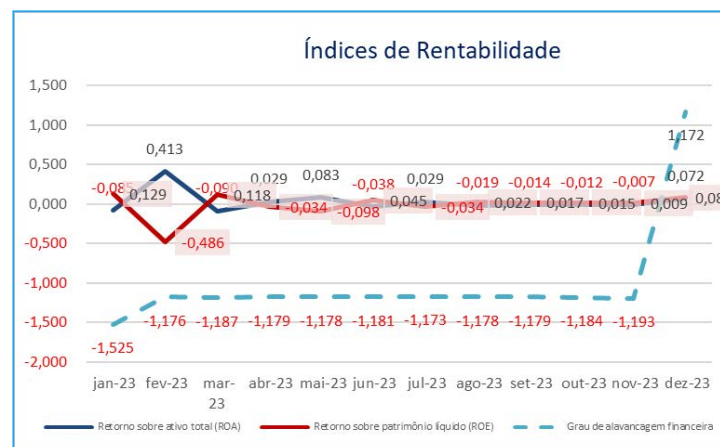 Índices de Rentabilidade
1,500
1,000
0,500
0,000
-0,500
-1,000
-1,500
-2,000
-0,085 0,413 -0,090 0,029 0,083 -0,038 0,029 -0,019 -0,014 -0,012 -0,007 0,072
0,129 -0,486 0,118 -0,034 -0,098 0,045 -0,034 0,022 0,017 0,015 0,009
-1,525 -1,176 -1,187 -1,179 -1,178 -1,181 -1,173 -1,178 -1,179 -1,184 -1,193 1,172
jan-23 fev-23 mar-23 abr-23 mai-23 jun-23 jul-23 ago-23 set-23 out-23 nov-23 dez-23
Retorno sobre ativo total (ROA) Retorno sobre patrimônio líquido (ROE) Grau de alavancagem financeira